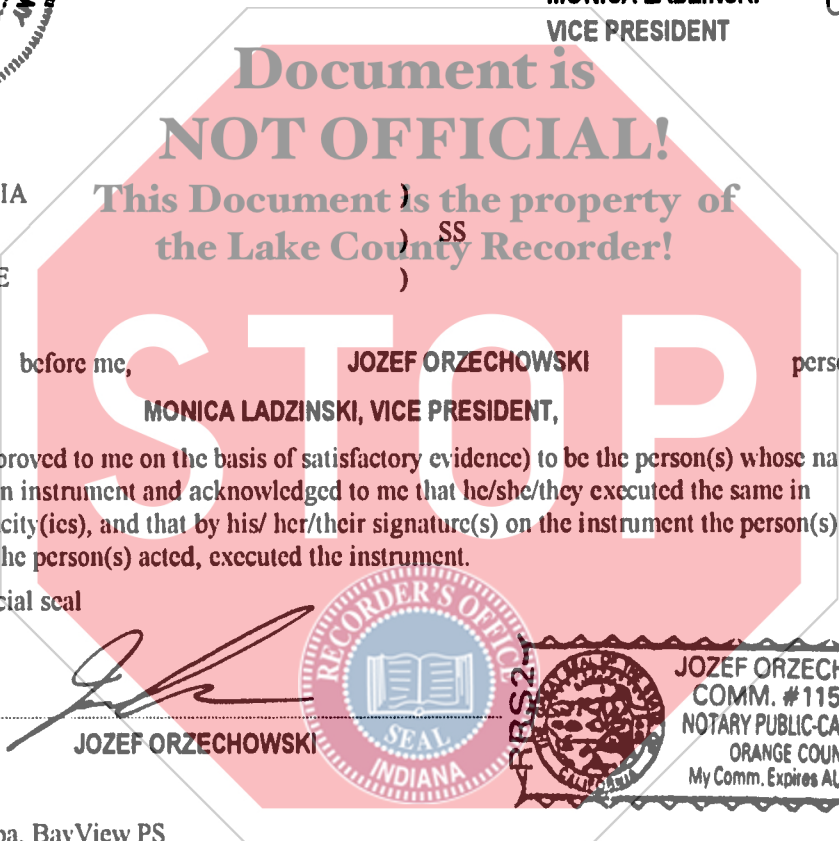 MONICA LADZINSKI
VICE PRESIDENT
Document is
NOT OFFICIAL!
IA This Document is the property of )
the Lake County Recorder! ) SS
E )
STOP
before me, JOZEF ORZECHOWSKI perso
MONICA LADZINSKI, VICE PRESIDENT,
proved to me on the basis of satisfactory evidence) to be the person(s) whose na
n instrument and acknowledged to me that he/she/they executed the same in
city(ies), and that by his/ her/their signature(s) on the instrument the person(s)
he person(s) acted, executed the instrument.
cial seal
RECORDER'S OFFICE
SEAL
INDIANA
JOZEF ORZECHOWSKI
RBS2
JOZEF ORZECH
COMM. #115
NOTARY PUBLIC-CA
ORANGE COUN
My Comm. Expires AU
pa, BayView PS